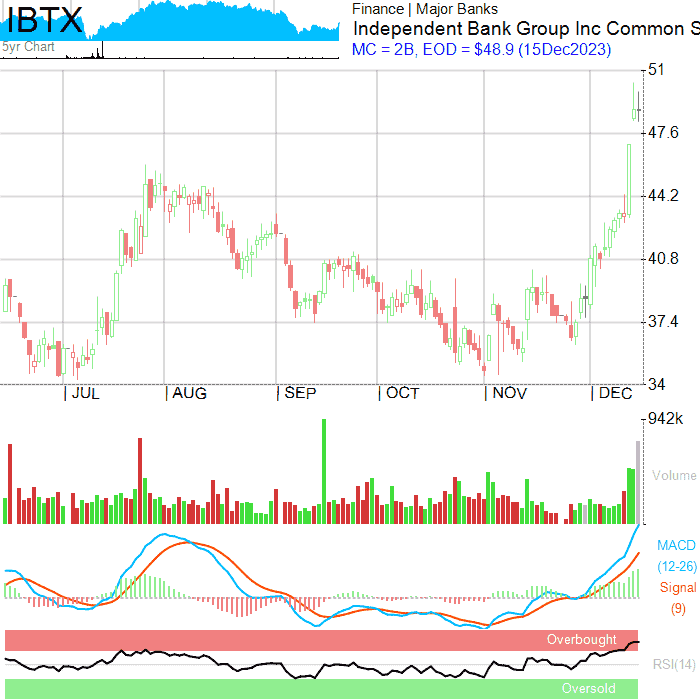 IBTX
5yr Chart
Finance | Major Banks
Independent Bank Group Inc Common S
MC = 2B, EOD = $48.9 (15Dec2023)
51
47.6
44.2
40.8
37.4
34
JUL
AUG
SEP
OCT
NOV
DEC
942k
Volume
MACD
(12-26)
Signal
(9)
Overbought
RSI(14)
Oversold